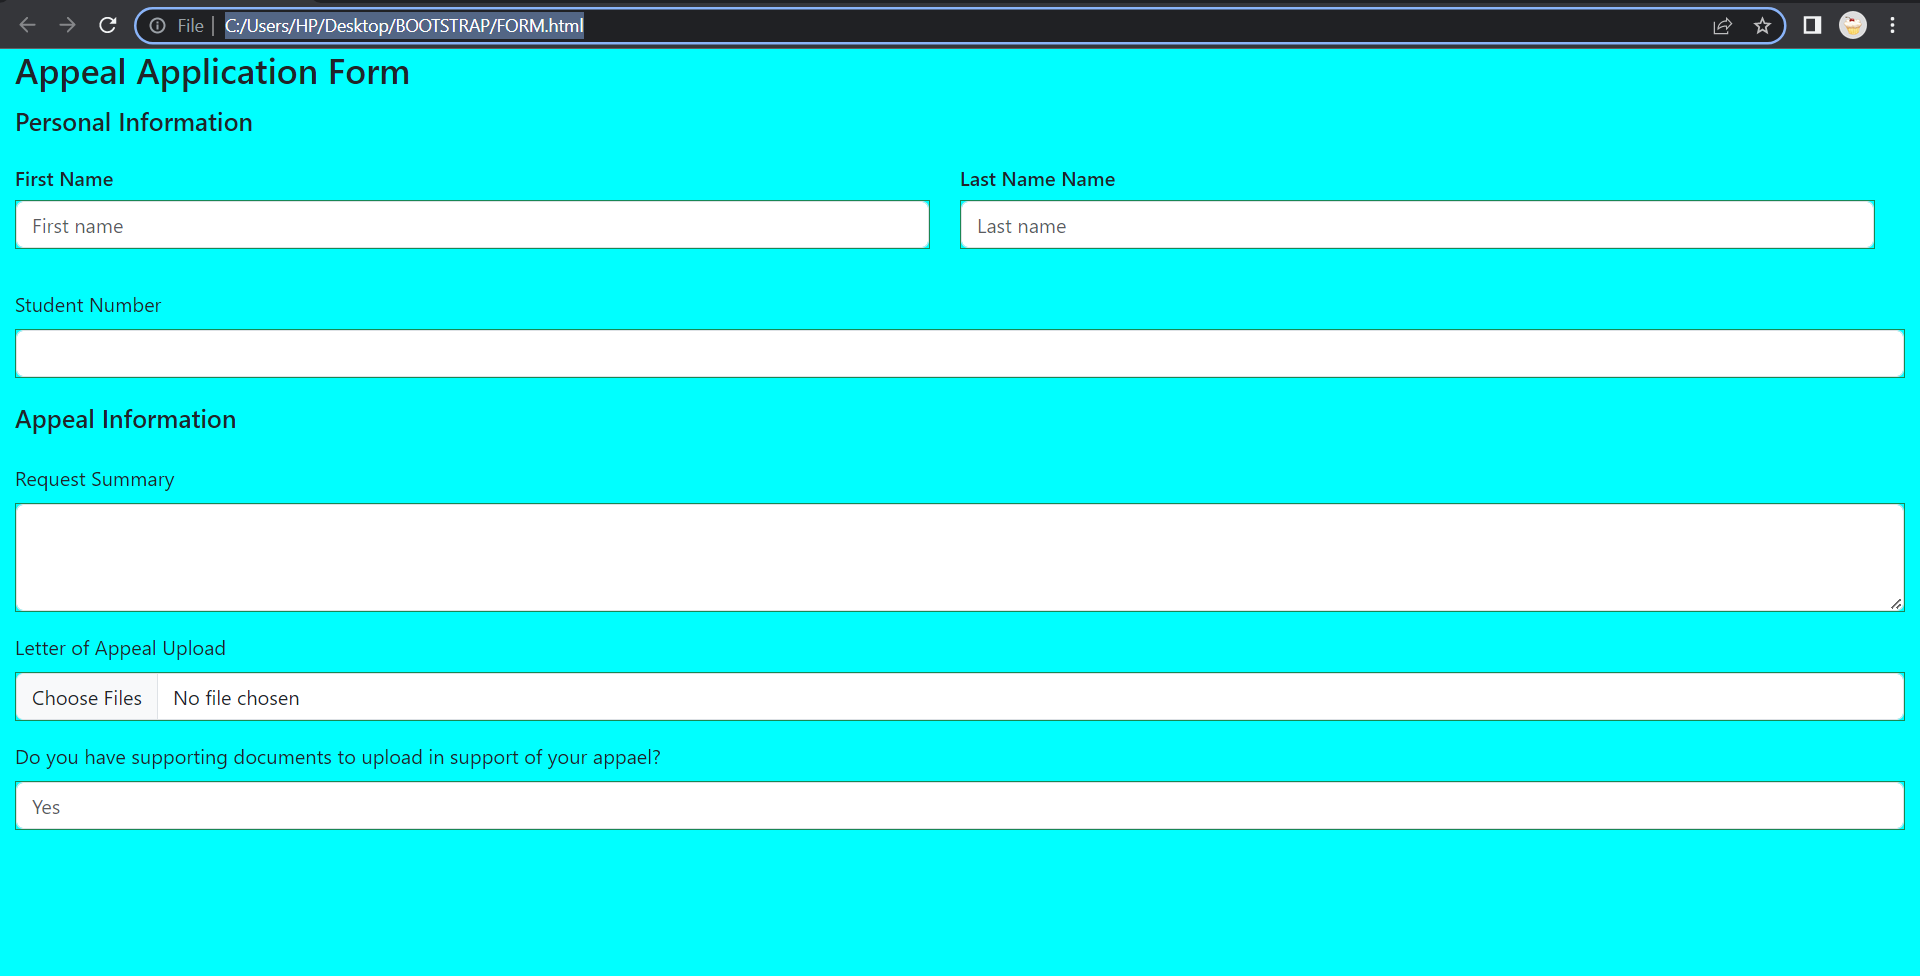 File | C:/Users/HP/Desktop/BOOTSTRAP/FORM.html
Appeal Application Form
Personal Information
First Name Last Name Name
First name Last name
Student Number
Appeal Information
Request Summary
Letter of Appeal Upload
Choose Files No file chosen
Do you have supporting documents to upload in support of your appael?
Yes